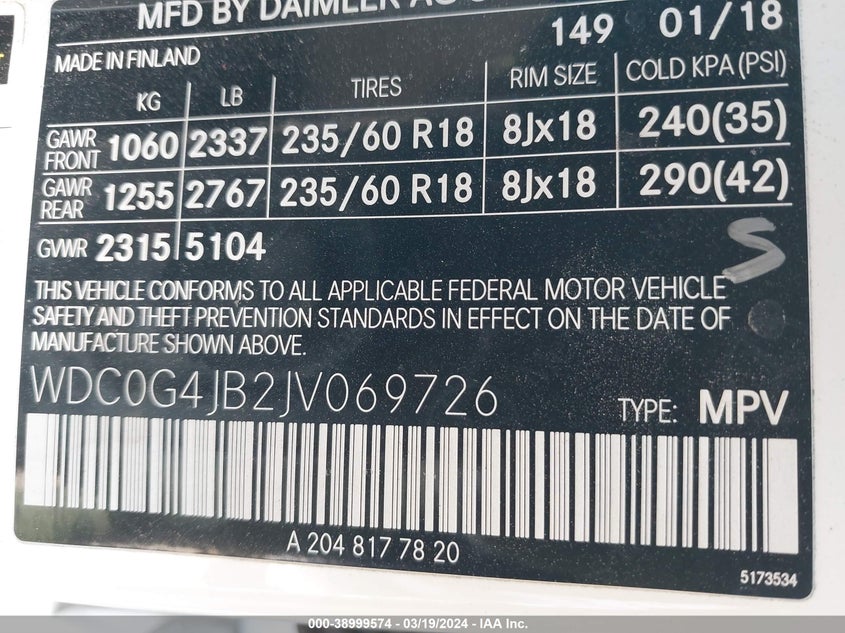 MFD BY DAIMLER AG
149 01/18
MADE IN FINLAND
KG LB TIRES RIM SIZE COLD KPA (PSI)
GAWR FRONT 1060 2337 235/60 R18 8Jx18 240(35)
GAWR REAR 1255 2767 235/60 R18 8Jx18 290(42)
GVWR 2315 5104
S
THIS VEHICLE CONFORMS TO ALL APPLICABLE FEDERAL MOTOR VEHICLE
SAFETY AND THEFT PREVENTION STANDARDS IN EFFECT ON THE DATE OF
MANUFACTURE SHOWN ABOVE.
WDC0G4JB2JV069726
TYPE: MPV
A 204 817 78 20
5173534
000-38999574 - 03/19/2024 - IAA Inc.